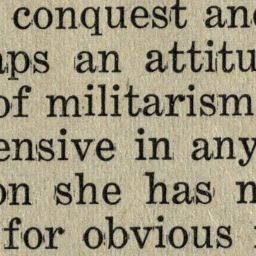 conquest and
aps an attitu
of militarism
ensive in any
on she has n
for obvious